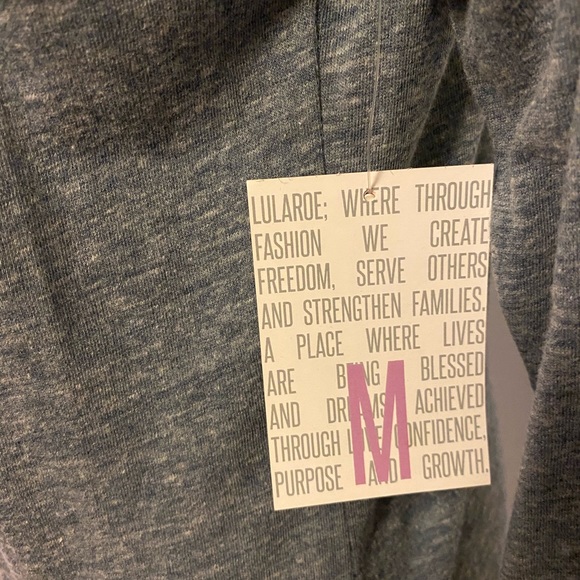 LULAROE; WHERE THROUGH
FASHION WE CREATE
FREEDOM, SERVE OTHERS
AND STRENGTHEN FAMILIES.
A PLACE WHERE LIVES
ARE BEING BLESSED
AND DREAMS ACHIEVED
THROUGH LOVE CONFIDENCE,
PURPOSE AND GROWTH.
M